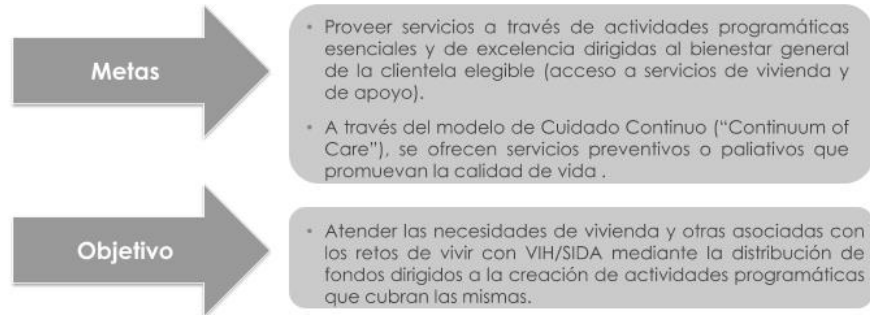 Metas
• Proveer servicios a través de actividades programáticas
esenciales y de excelencia dirigidas al bienestar general
de la clientela elegible (acceso a servicios de vivienda y
de apoyo).
• A través del modelo de Cuidado Continuo (“Continuum of
Care”), se ofrecen servicios preventivos o paliativos que
promuevan la calidad de vida .
Objetivo
• Atender las necesidades de vivienda y otras asociadas con
los retos de vivir con VIH/SIDA mediante la distribución de
fondos dirigidos a la creación de actividades programáticas
que cubran las mismas.